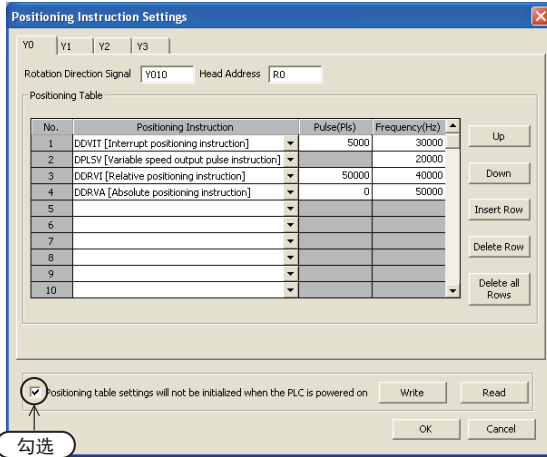 Positioning Instruction Settings
Y0 Y1 Y2 Y3
Rotation Direction Signal Y010 Head Address R0
Positioning Table
No. Positioning Instruction Pulse(Pls) Frequency(Hz)
1 DDVIT [Interrupt positioning instruction] 5000 30000
2 DPLSV [Variable speed output pulse instruction] 20000
3 DDRVI [Relative positioning instruction] 50000 40000
4 DDRVA [Absolute positioning instruction] 0 50000
5
6
7
8
9
10
Up
Down
Insert Row
Delete Row
Delete all
Rows
Positioning table settings will not be initialized when the PLC is powered on Write Read
OK Cancel
勾选